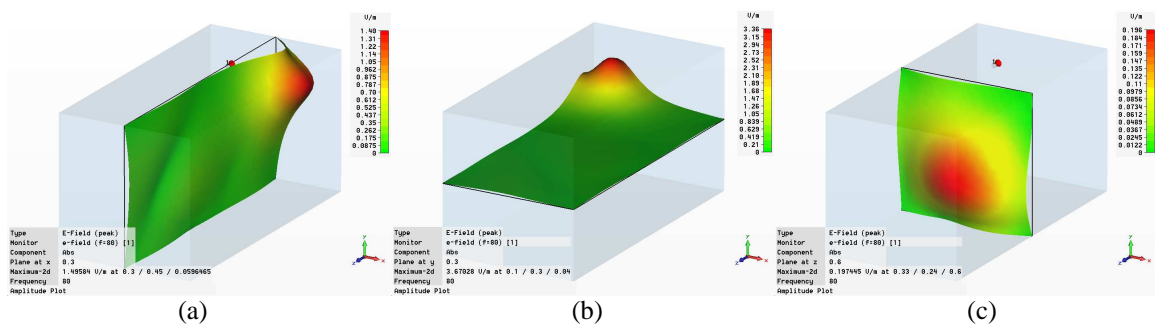 V/m
1.40
1.31
1.22
1.14
1.05
0.962
0.875
0.787
0.70
0.612
0.525
0.437
0.35
0.262
0.175
0.0875
0
Type E-Field (peak)
Monitor e-field (f=80) [1]
Component Abs
Plane at x 0.3
Maximum-2d 1.49584 V/m at 0.3 / 0.45 / 0.0596465
Frequency 80
Amplitude Plot
y
z
x
(a)
V/m
3.36
3.15
2.94
2.73
2.52
2.31
2.10
1.89
1.68
1.47
1.26
1.05
0.839
0.629
0.419
0.21
0
Type E-Field (peak)
Monitor e-field (f=80) [1]
Component Abs
Plane at y 0.3
Maximum-2d 3.67028 V/m at 0.1 / 0.3 / 0.04
Frequency 80
Amplitude Plot
y
z
x
(b)
V/m
0.196
0.184
0.171
0.159
0.147
0.135
0.122
0.11
0.0979
0.0856
0.0734
0.0612
0.0489
0.0367
0.0245
0.0122
0
Type E-Field (peak)
Monitor e-field (f=80) [1]
Component Abs
Plane at z 0.6
Maximum-2d 0.197445 V/m at 0.33 / 0.24 / 0.6
Frequency 80
Amplitude Plot
y
z
x
(c)